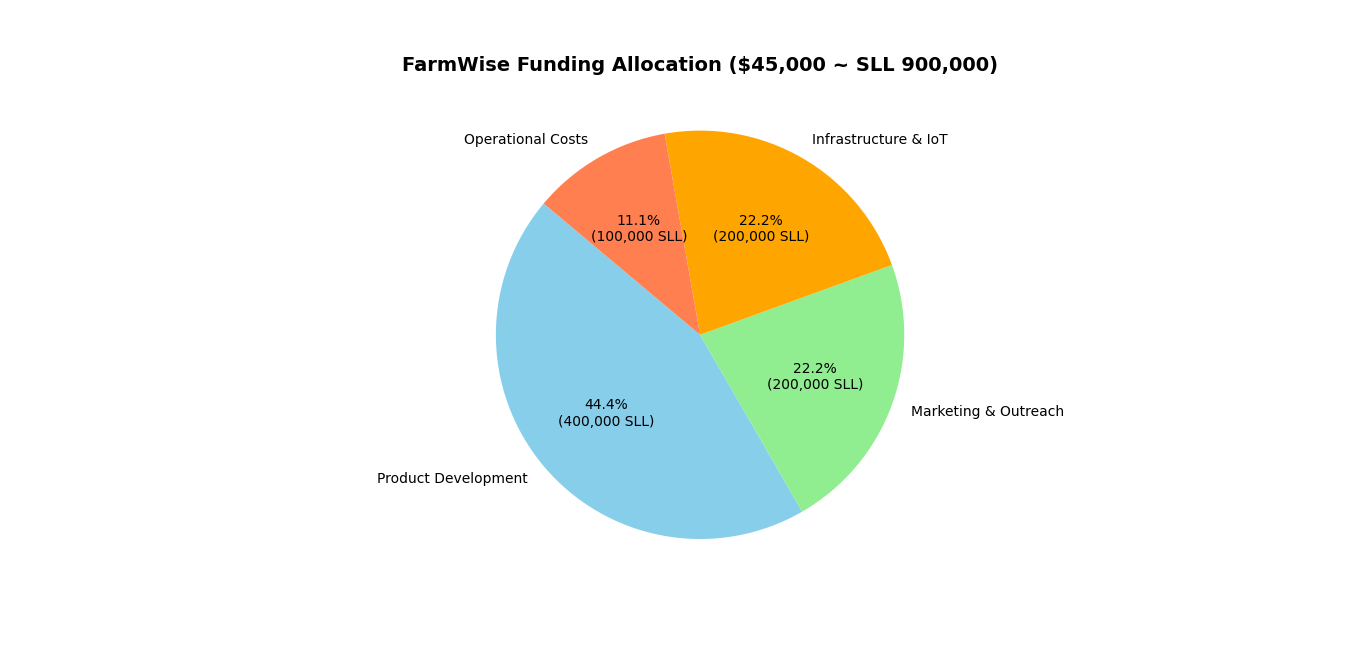 FarmWise Funding Allocation ($45,000 ~ SLL 900,000)
Operational Costs
Infrastructure & IoT
11.1%
(100,000 SLL)
22.2%
(200,000 SLL)
22.2%
(200,000 SLL)
44.4%
(400,000 SLL)
Marketing & Outreach
Product Development